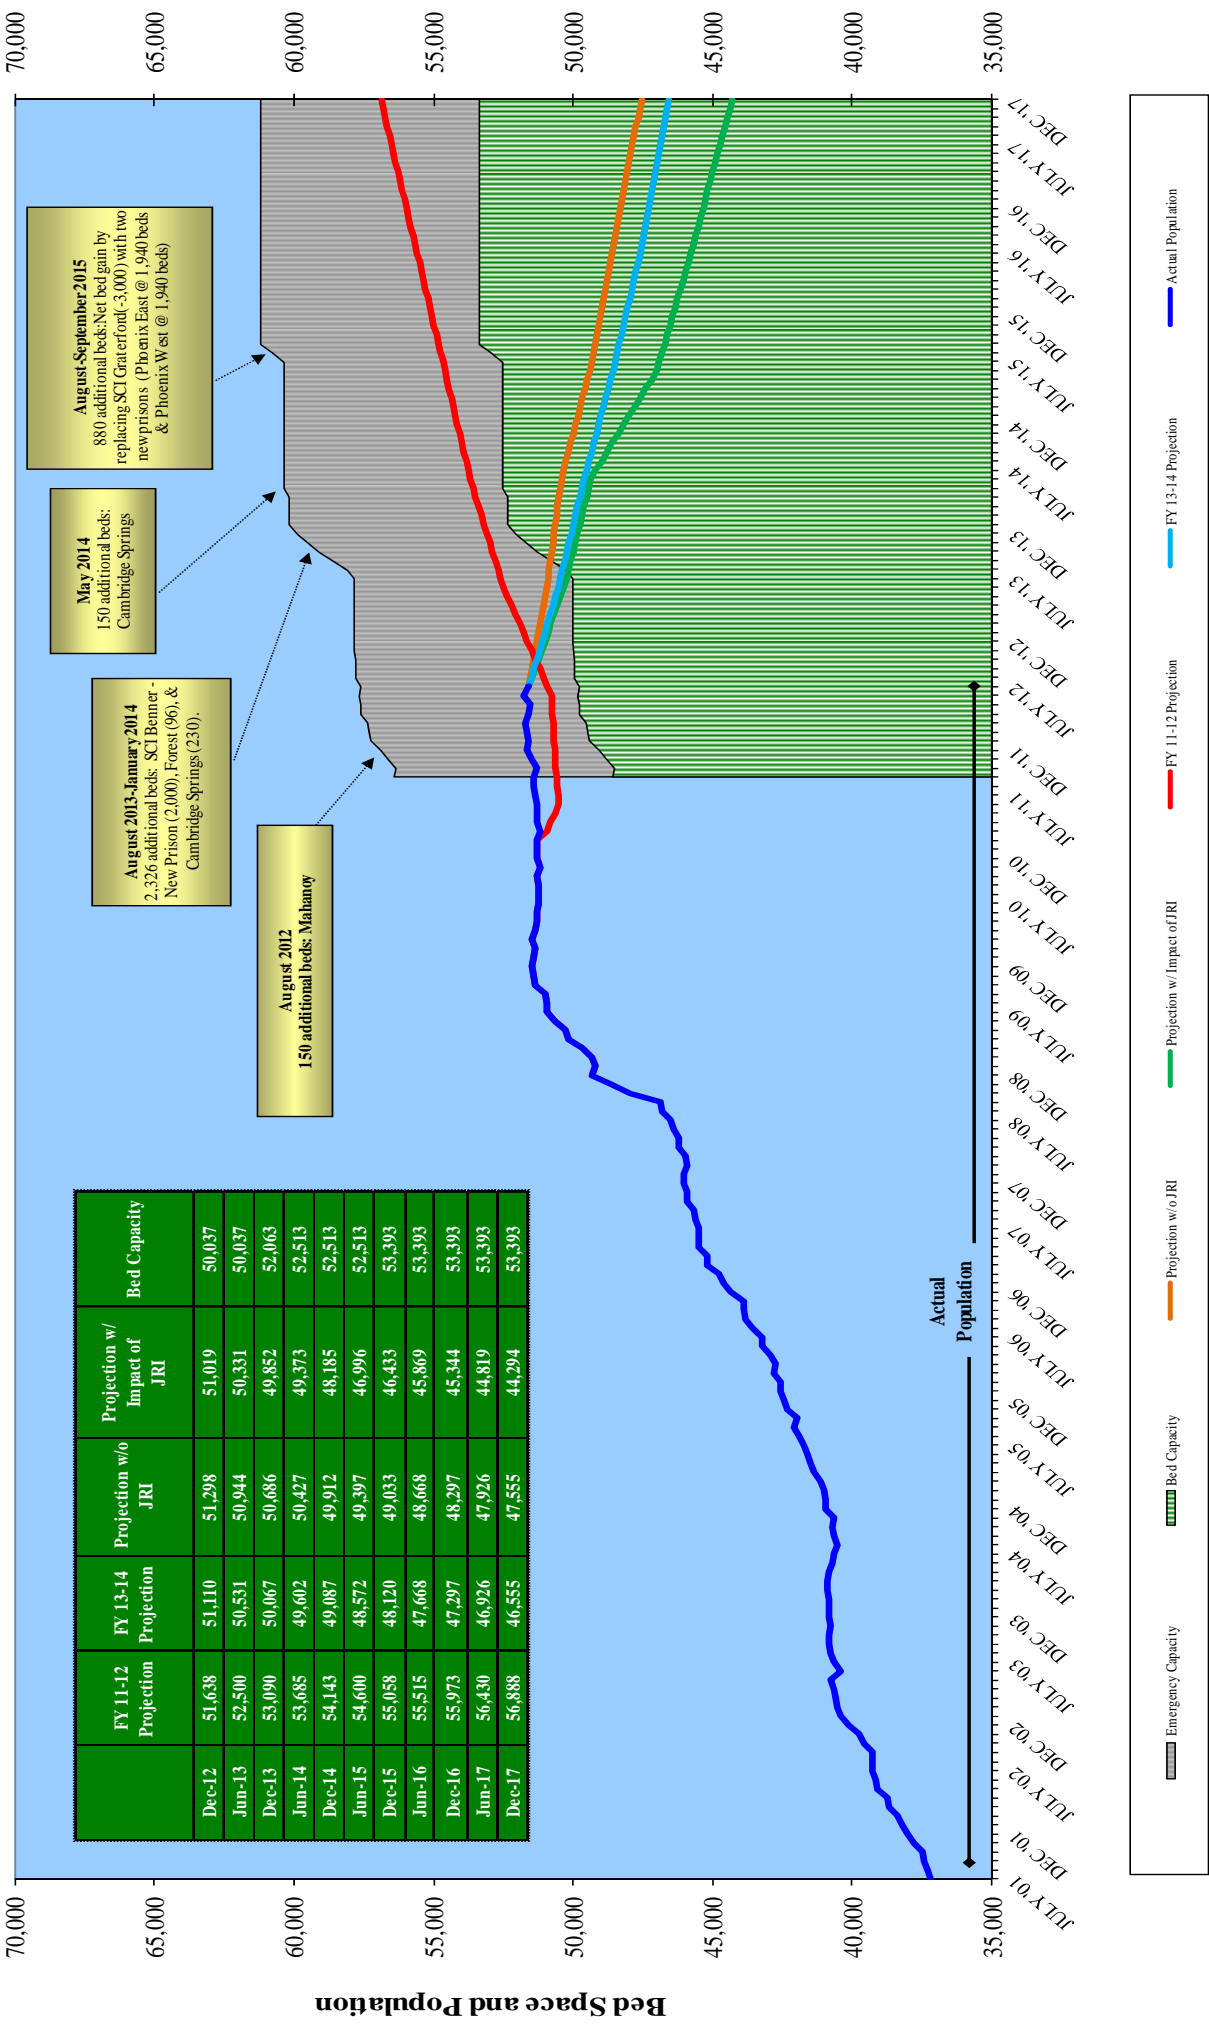 Bed Space and Population
70,000
65,000
60,000
55,000
50,000
45,000
40,000
35,000
FY 11-12
Projection
FY 13-14
Projection
Projection w/o
JRI
Projection w/
Impact of
JRI
Bed Capacity
Dec-12 51,638 51,110 51,298 51,019 50,037
Jun-13 52,500 50,531 50,944 50,331 50,037
Dec-13 53,090 50,067 50,686 49,852 52,063
Jun-14 53,685 49,602 50,427 49,373 52,513
Dec-14 54,143 49,087 49,912 48,185 52,513
Jun-15 54,600 48,572 49,397 46,996 52,513
Dec-15 55,058 48,120 49,033 46,433 53,393
Jun-16 55,515 47,668 48,668 45,869 53,393
Dec-16 55,973 47,297 48,297 45,344 53,393
Jun-17 56,430 46,926 47,926 44,819 53,393
Dec-17 56,888 46,555 47,555 44,294 53,393
August 2012
150 additional beds: Mahanoy
August 2013-January 2014
2,326 additional beds: SCI Benner -
New Prison (2,000), Forest (96), &
Cambridge Springs (230).
May 2014
150 additional beds:
Cambridge Springs
August-September 2015
880 additional beds:Net bed gain by
replacing SCI Graterford(-3,000) with two
new prisons (Phoenix East @ 1,940 beds
& Phoenix West @ 1,940 beds)
70,000
65,000
60,000
55,000
50,000
45,000
40,000
35,000
Actual
Population
JULY '01
DEC '01
JULY '02
DEC '02
JULY '03
DEC '03
JULY '04
DEC '04
JULY '05
DEC '05
JULY '06
DEC '06
JULY '07
DEC '07
JULY '08
DEC '08
JULY '09
DEC '09
JULY '10
DEC '10
JULY '11
DEC '11
JULY '12
DEC '12
JULY '13
DEC '13
JULY '14
DEC '14
JULY '15
DEC '15
JULY '16
DEC '16
JULY '17
DEC '17
Emergency Capacity
Bed Capacity
Projection w/o JRI
Projection w/ Impact of JRI
FY 11-12 Projection
FY 13-14 Projection
Actual Population